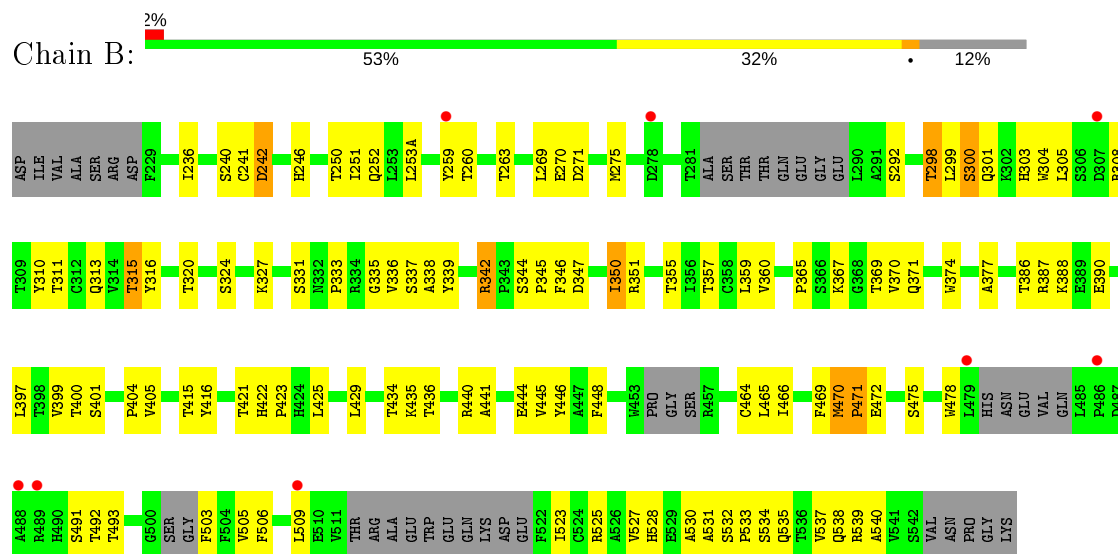 2%
Chain B:
53% 32% • 12%
ASP ILE VAL ALA SER ARG ASP F229 I236 S240 C241 D242 H246 T250 I251 Q252 L253 L253A Y259 T260 T263 L269 E270 D271 M275 D278 T281 ALA SER THR THR GLN GLU GLY GLU L290 A291 S292 T298 L299 S300 Q301 K302 H303 W304 L305 S306 D307 R308
T309 Y310 T311 C312 Q313 V314 T315 Y316 T320 S324 K327 S331 N332 P333 R334 G335 V336 S337 A338 Y339 R342 P343 S344 P345 F346 D347 I350 R351 T355 I356 T357 C358 L359 V360 P365 S366 K367 G368 T369 V370 Q371 W374 A377 T386 R387 K388 E389 E390
L397 T398 V399 T400 S401 P404 V405 T415 Y416 T421 H422 P423 H424 L425 L429 T434 K435 T436 R440 A441 E444 V445 Y446 A447 F448 W453 PRO GLY SER R457 C464 L465 I466 F469 M470 P471 E472 S475 W478 L479 HIS ASN GLU VAL GLN L485 P486 D487
A488 R489 H490 S491 T492 T493 G500 SER GLY F503 F504 V505 F506 L509 E510 V511 THR ARG ALA GLU TRP GLU GLN LYS ASP GLU F522 I523 C524 R525 A526 V527 H528 E529 A530 A531 S532 P533 S534 Q535 T536 V537 Q538 R539 A540 V541 S542 VAL ASN PRO GLY LYS